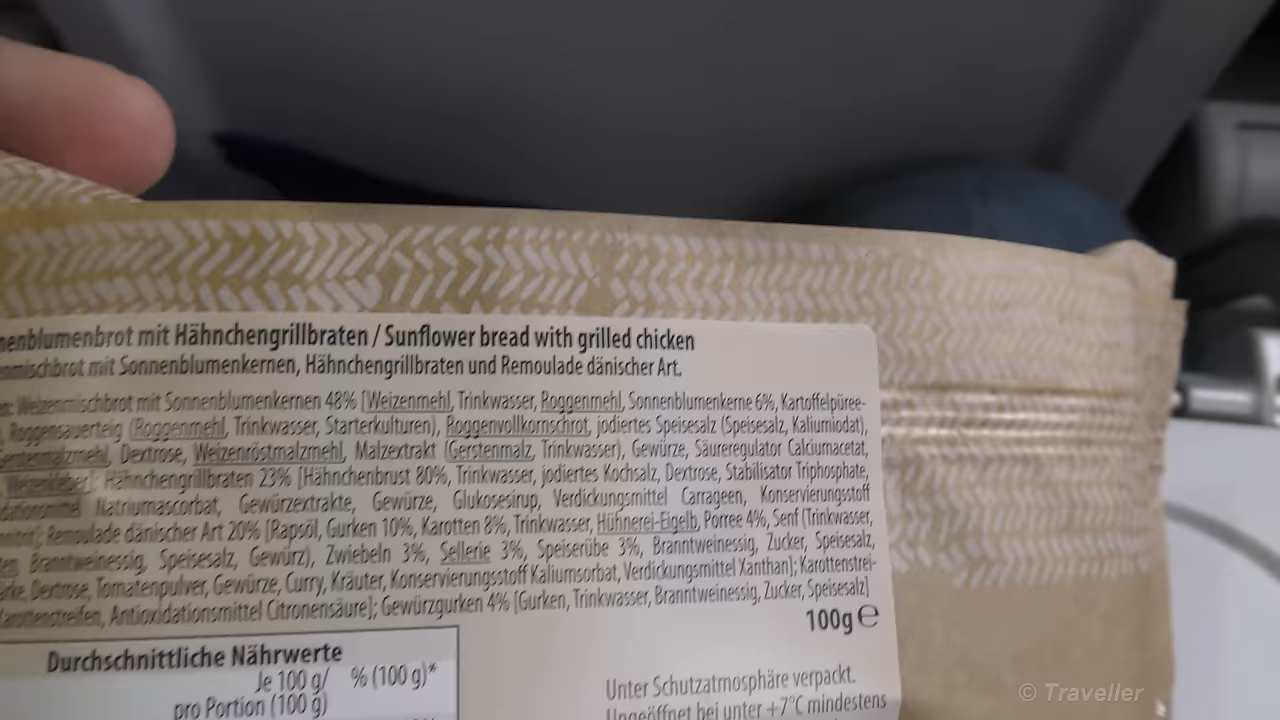 nenblumenbrot mit Hähnchengrillbraten / Sunflower bread with grilled chicken
nmischbrot mit Sonnenblumenkernen, Hähnchengrillbraten und Remoulade dänischer Art.
Weizenmischbrot mit Sonnenblumenkernen 48% [Weizenmehl, Trinkwasser, Roggenmehl, Sonnenblumenkerne 6%, Kartoffelpüree-
Roggensauerteig (Roggenmehl, Trinkwasser, Starterkulturen), Roggenvollkornschrot, jodiertes Speisesalz (Speisesalz, Kaliumiodat),
Gerstenmalzmehl, Dextrose, Weizenröstmalzmehl, Malzextrakt (Gerstenmalz, Trinkwasser), Gewürze, Säureregulator Calciumacetat,
Weizenkleber]; Hähnchengrillbraten 23% [Hähnchenbrust 80%, Trinkwasser, jodiertes Kochsalz, Dextrose, Stabilisator Triphosphate,
dationsmittel Natriumascorbat, Gewürzextrakte, Gewürze, Glukosesirup, Verdickungsmittel Carrageen, Konservierungsstoff
Remoulade dänischer Art 20% [Rapsöl, Gurken 10%, Karotten 8%, Trinkwasser, Hühnerei-Eigelb, Porree 4%, Senf (Trinkwasser,
Branntweinessig, Speisesalz, Gewürz), Zwiebeln 3%, Sellerie 3%, Speiserübe 3%, Branntweinessig, Zucker, Speisesalz,
ärke, Dextrose, Tomatenpulver, Gewürze, Curry, Kräuter, Konservierungsstoff Kaliumsorbat, Verdickungsmittel Xanthan]; Karottenstrei-
Karottenstreifen, Antioxidationsmittel Citronensäure]; Gewürzgurken 4% [Gurken, Trinkwasser, Branntweinessig, Zucker, Speisesalz]
100g ℮
Durchschnittliche Nährwerte
Je 100 g/ % (100 g)*
pro Portion (100 g)
Unter Schutzatmosphäre verpackt.
Ungeöffnet bei unter +7°C mindestens
© Traveller